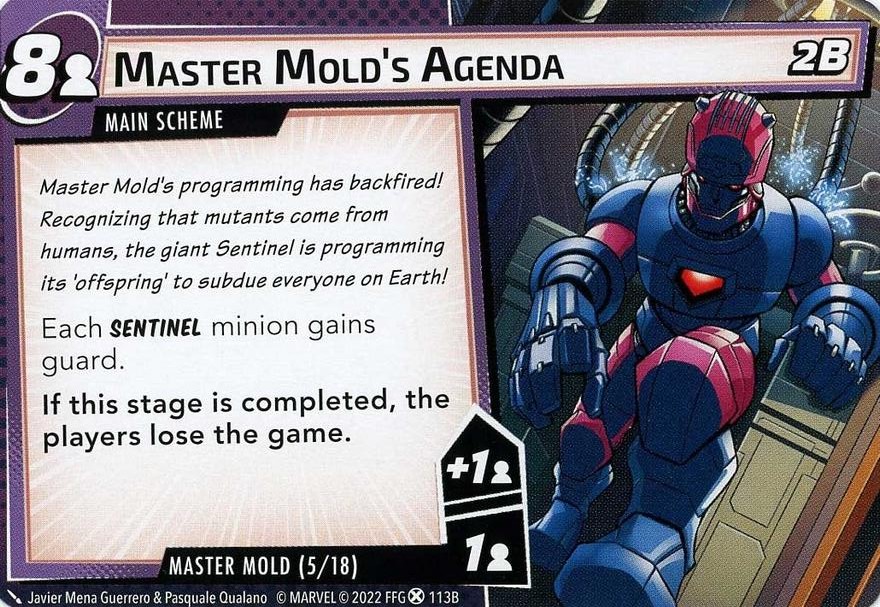 8
MASTER MOLD'S AGENDA
2B
MAIN SCHEME
Master Mold's programming has backfired!
Recognizing that mutants come from
humans, the giant Sentinel is programming
its 'offspring' to subdue everyone on Earth!
Each SENTINEL minion gains
guard.
If this stage is completed, the
players lose the game.
+1
1
MASTER MOLD (5/18)
Javier Mena Guerrero & Pasquale Qualano © MARVEL © 2022 FFG 113B